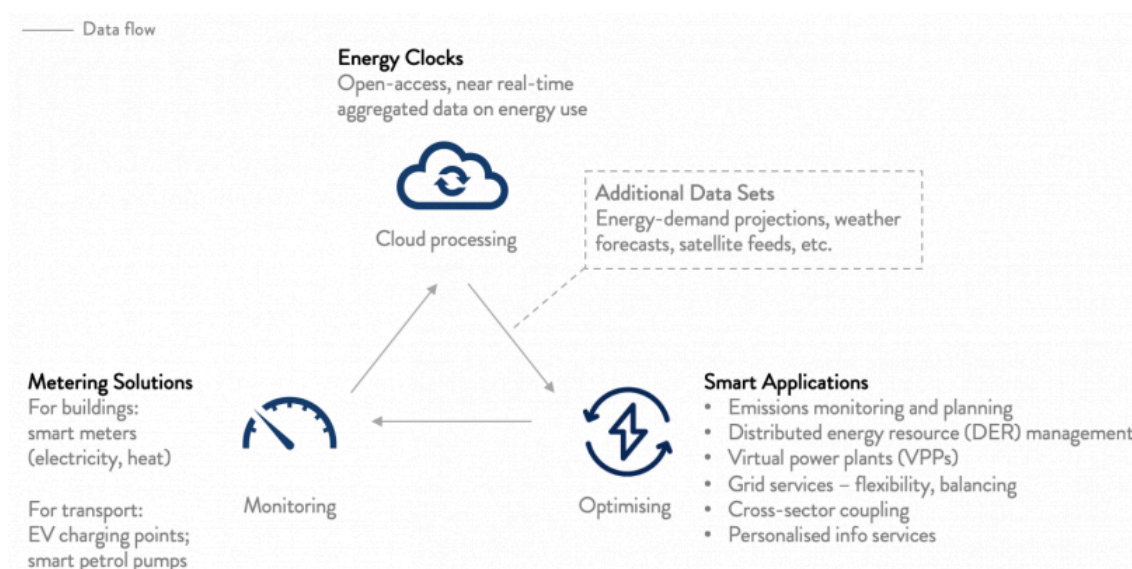 Data flow
Energy Clocks
Open-access, near real-time
aggregated data on energy use
Cloud processing
Additional Data Sets
Energy-demand projections, weather
forecasts, satellite feeds, etc.
Metering Solutions
For buildings:
smart meters
(electricity, heat)
For transport:
EV charging points;
smart petrol pumps
Monitoring
Optimising
Smart Applications
• Emissions monitoring and planning
• Distributed energy resource (DER) management
• Virtual power plants (VPPs)
• Grid services – flexibility, balancing
• Cross-sector coupling
• Personalised info services